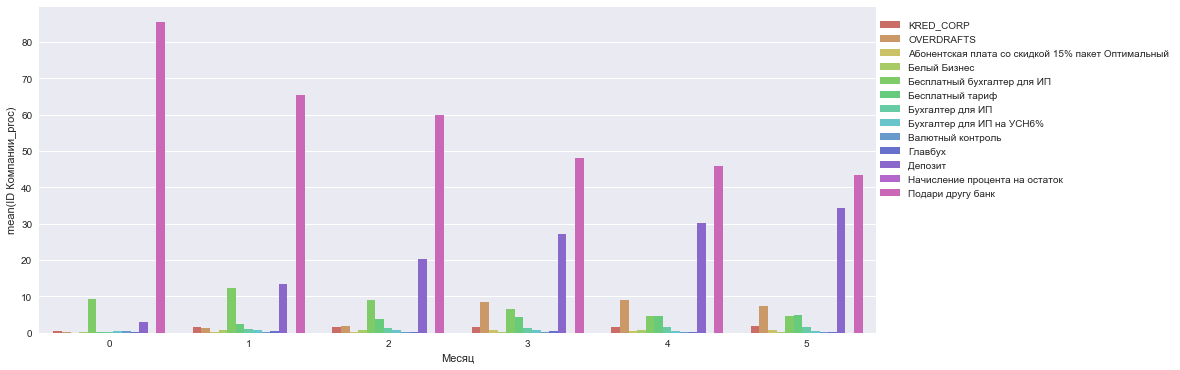 mean(ID Компании_proc)
80
70
60
50
40
30
20
10
0
0 1 2 3 4 5
Месяц
KRED_CORP
OVERDRAFTS
Абонентская плата со скидкой 15% пакет Оптимальный
Белый Бизнес
Бесплатный бухгалтер для ИП
Бесплатный тариф
Бухгалтер для ИП
Бухгалтер для ИП на УСН6%
Валютный контроль
Главбух
Депозит
Начисление процента на остаток
Подари другу банк